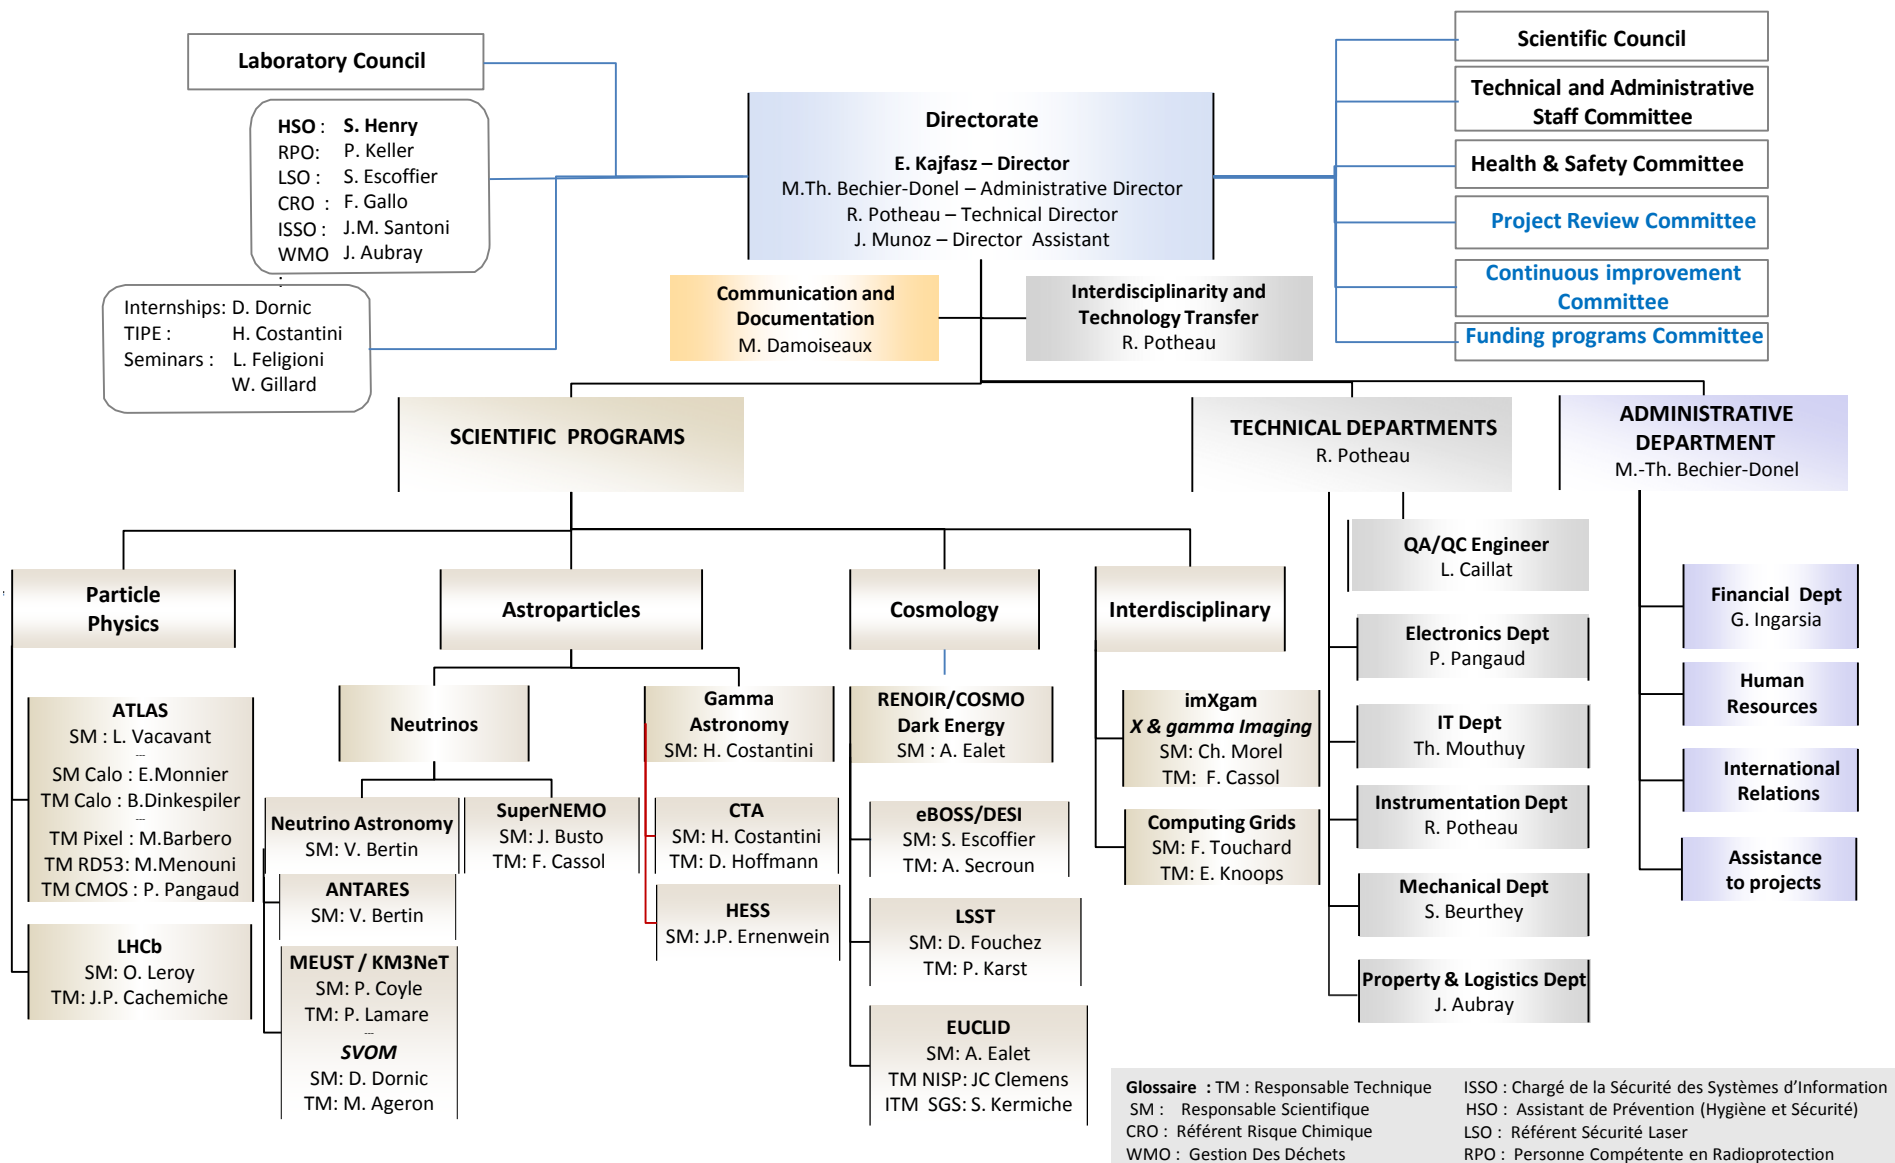 Laboratory Council
HSO : S. Henry
RPO: P. Keller
LSO : S. Escoffier
CRO : F. Gallo
ISSO : J.M. Santoni
WMO J. Aubray
:
Internships: D. Dornic
TIPE : H. Costantini
Seminars : L. Feligioni
W. Gillard
Directorate
E. Kajfasz – Director
M.Th. Bechier-Donel – Administrative Director
R. Potheau – Technical Director
J. Munoz – Director Assistant
Scientific Council
Technical and Administrative
Staff Committee
Health & Safety Committee
Project Review Committee
Continuous improvement
Committee
Funding programs Committee
Communication and
Documentation
M. Damoiseaux
Interdisciplinarity and
Technology Transfer
R. Potheau
SCIENTIFIC PROGRAMS
TECHNICAL DEPARTMENTS
R. Potheau
ADMINISTRATIVE
DEPARTMENT
M.-Th. Bechier-Donel
Particle
Physics
ATLAS
SM : L. Vacavant
---
SM Calo : E.Monnier
TM Calo : B.Dinkespiler
---
TM Pixel : M.Barbero
TM RD53: M.Menouni
TM CMOS : P. Pangaud
LHCb
SM: O. Leroy
TM: J.P. Cachemiche
Astroparticles
Neutrinos
Neutrino Astronomy
SM: V. Bertin
ANTARES
SM: V. Bertin
MEUST / KM3NeT
SM: P. Coyle
TM: P. Lamare
---
SVOM
SM: D. Dornic
TM: M. Ageron
SuperNEMO
SM: J. Busto
TM: F. Cassol
Gamma
Astronomy
SM: H. Costantini
CTA
SM: H. Costantini
TM: D. Hoffmann
HESS
SM: J.P. Ernenwein
Cosmology
RENOIR/COSMO
Dark Energy
SM : A. Ealet
eBOSS/DESI
SM: S. Escoffier
TM: A. Secroun
LSST
SM: D. Fouchez
TM: P. Karst
EUCLID
SM: A. Ealet
TM NISP: JC Clemens
ITM SGS: S. Kermiche
Interdisciplinary
imXgam
X & gamma Imaging
SM: Ch. Morel
TM: F. Cassol
Computing Grids
SM: F. Touchard
TM: E. Knoops
QA/QC Engineer
L. Caillat
Electronics Dept
P. Pangaud
IT Dept
Th. Mouthuy
Instrumentation Dept
R. Potheau
Mechanical Dept
S. Beurthey
Property & Logistics Dept
J. Aubray
Financial Dept
G. Ingarsia
Human
Resources
International
Relations
Assistance
to projects
Glossaire : TM : Responsable Technique
SM : Responsable Scientifique
CRO : Référent Risque Chimique
WMO : Gestion Des Déchets
ISSO : Chargé de la Sécurité des Systèmes d'Information
HSO : Assistant de Prévention (Hygiène et Sécurité)
LSO : Référent Sécurité Laser
RPO : Personne Compétente en Radioprotection